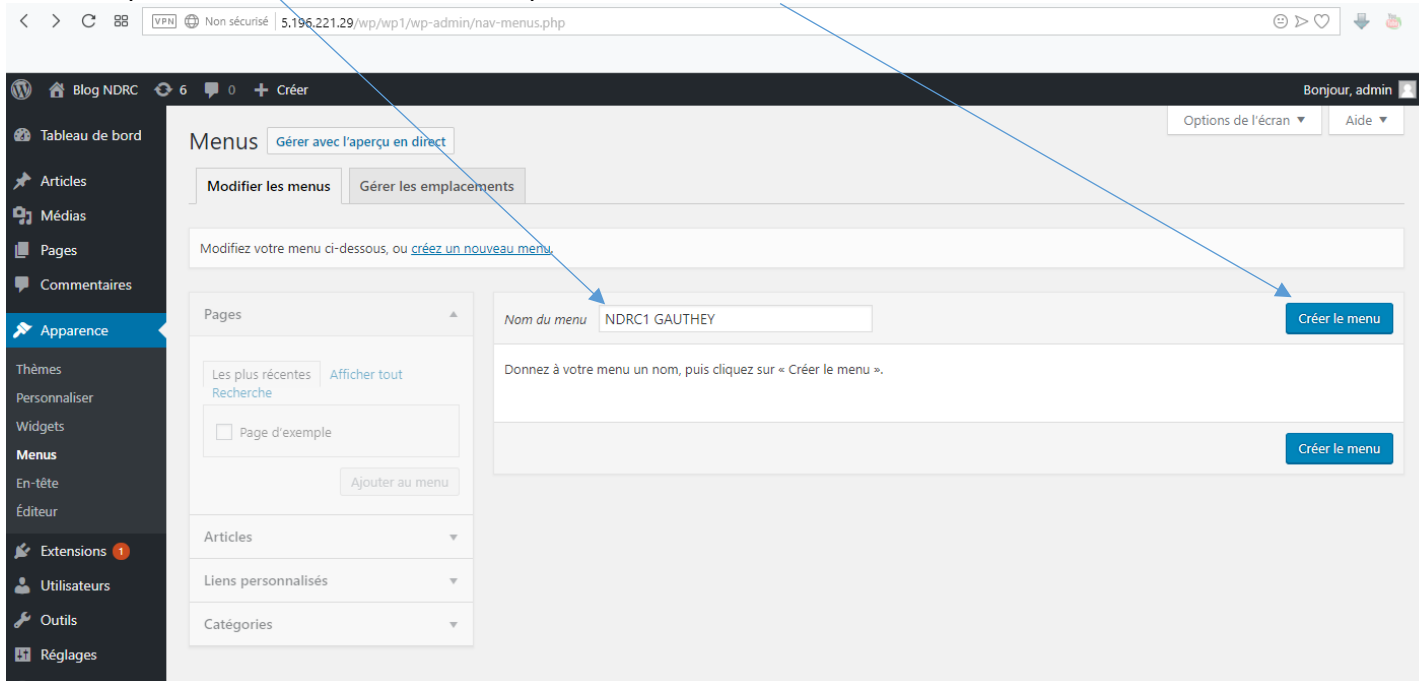 VPN Non sécurisé 5.196.221.29/wp/wp1/wp-admin/nav-menus.php
Blog NDRC 6 0 + Créer Bonjour, admin
Options de l'écran ▼ Aide ▼
Tableau de bord
Articles
Médias
Pages
Commentaires
Apparence
Thèmes
Personnaliser
Widgets
Menus
En-tête
Éditeur
Extensions 1
Utilisateurs
Outils
Réglages
Menus Gérer avec l'aperçu en direct
Modifier les menus Gérer les emplacements
Modifiez votre menu ci-dessous, ou créez un nouveau menu.
Pages
Les plus récentes Afficher tout
Recherche
Page d'exemple
Ajouter au menu
Articles
Liens personnalisés
Catégories
Nom du menu NDRC1 GAUTHEY Créer le menu
Donnez à votre menu un nom, puis cliquez sur « Créer le menu ».
Créer le menu